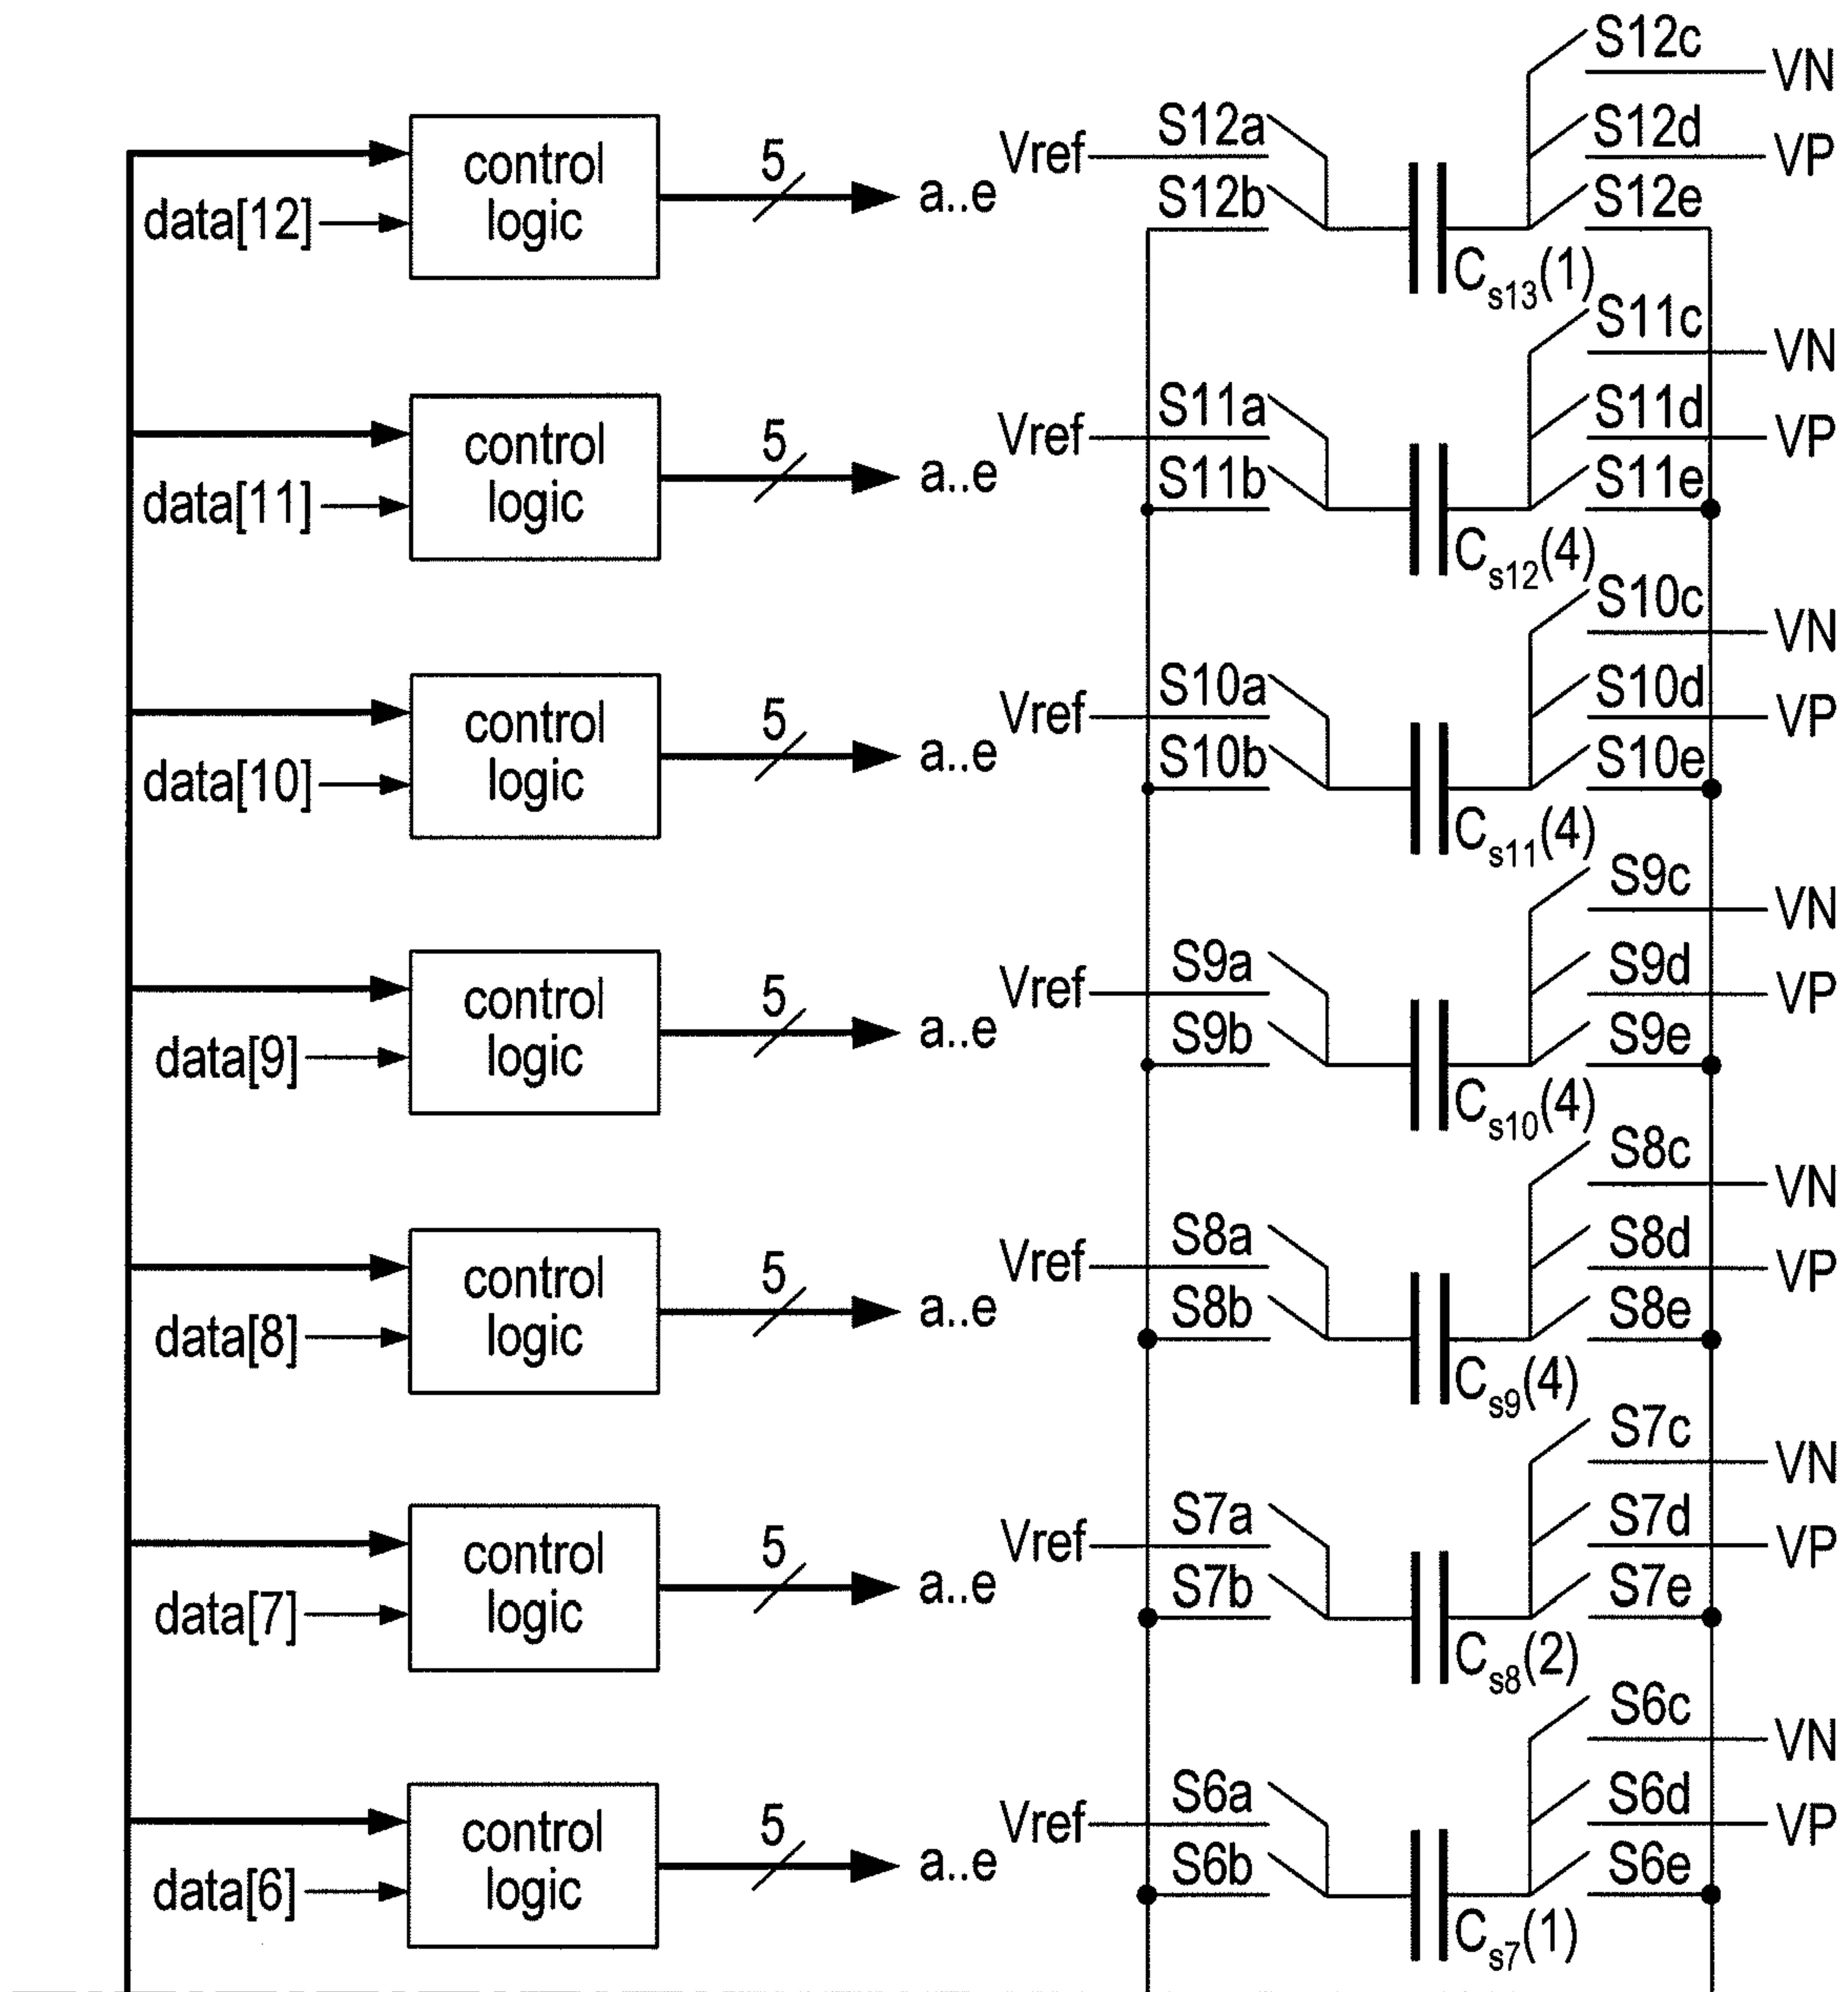 S12c
VN
control logic
5
a..e
Vref
S12a
S12d
VP
data[12]
S12b
S12e
Cs13(1)
S11c
VN
control logic
5
a..e
Vref
S11a
S11d
VP
data[11]
S11b
S11e
Cs12(4)
S10c
VN
control logic
5
a..e
Vref
S10a
S10d
VP
data[10]
S10b
S10e
Cs11(4)
S9c
VN
control logic
5
a..e
Vref
S9a
S9d
VP
data[9]
S9b
S9e
Cs10(4)
S8c
VN
control logic
5
a..e
Vref
S8a
S8d
VP
data[8]
S8b
S8e
Cs9(4)
S7c
VN
control logic
5
a..e
Vref
S7a
S7d
VP
data[7]
S7b
S7e
Cs8(2)
S6c
VN
control logic
5
a..e
Vref
S6a
S6d
VP
data[6]
S6b
S6e
Cs7(1)